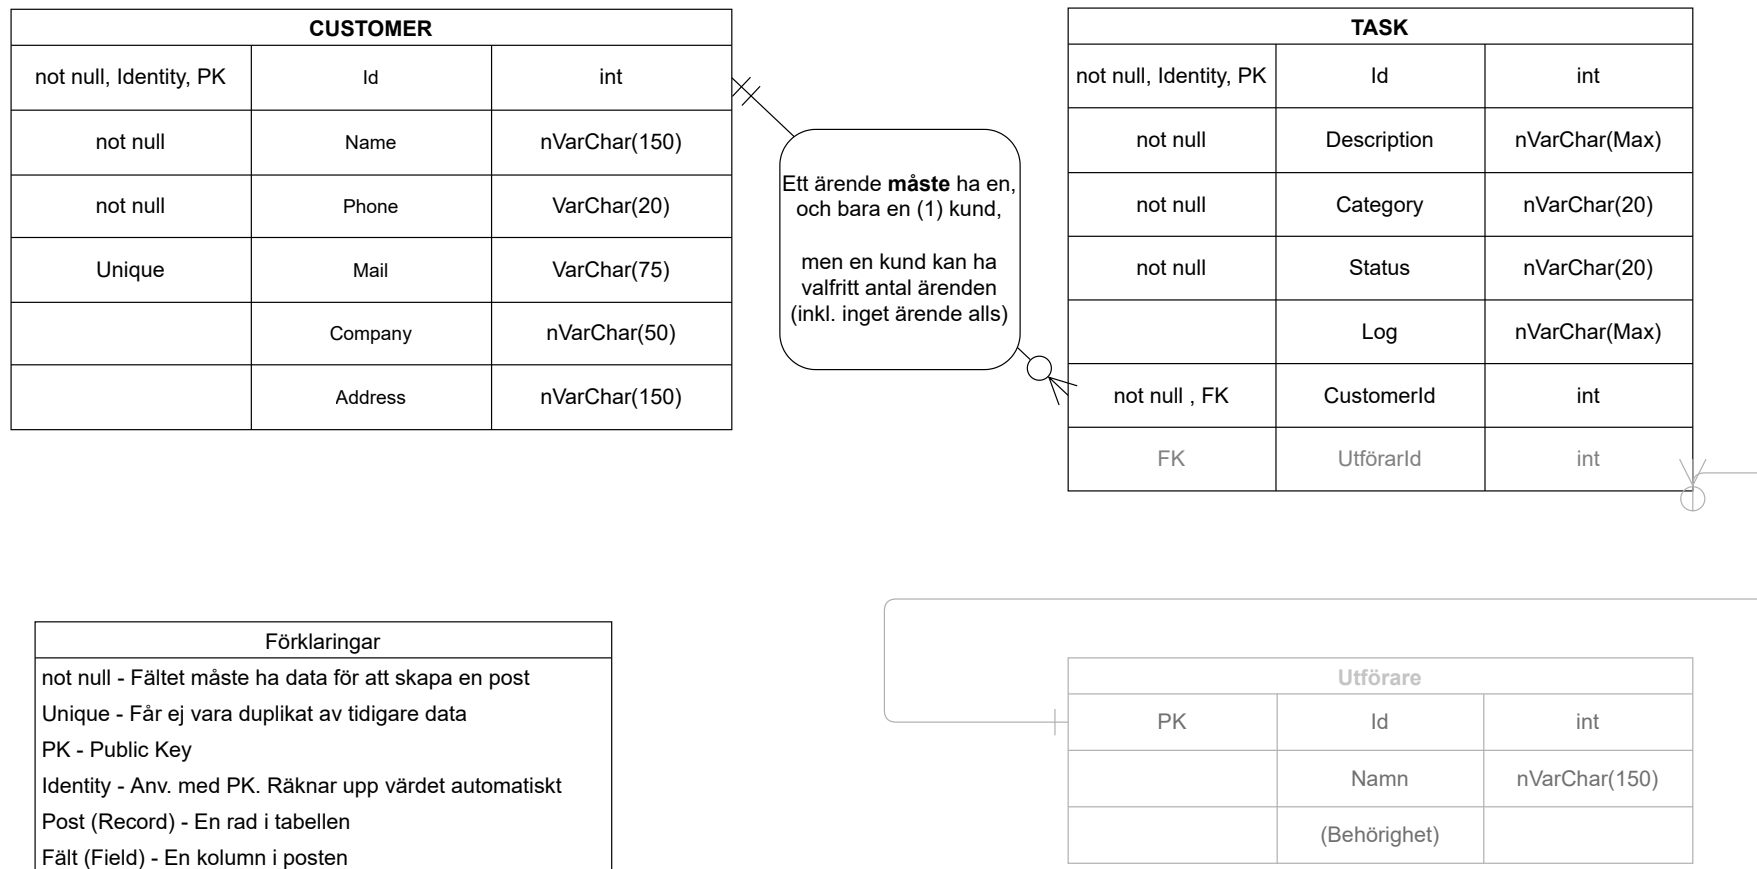 CUSTOMER
not null, Identity, PK Id int
not null Name nVarChar(150)
not null Phone VarChar(20)
Unique Mail VarChar(75)
Company nVarChar(50)
Address nVarChar(150)
Ett ärende måste ha en,
och bara en (1) kund,
men en kund kan ha
valfritt antal ärenden
(inkl. inget ärende alls)
TASK
not null, Identity, PK Id int
not null Description nVarChar(Max)
not null Category nVarChar(20)
not null Status nVarChar(20)
Log nVarChar(Max)
not null , FK CustomerId int
FK UtförarId int
Förklaringar
not null - Fältet måste ha data för att skapa en post
Unique - Får ej vara duplikat av tidigare data
PK - Public Key
Identity - Anv. med PK. Räknar upp värdet automatiskt
Post (Record) - En rad i tabellen
Fält (Field) - En kolumn i posten
Utförare
PK Id int
Namn nVarChar(150)
(Behörighet)